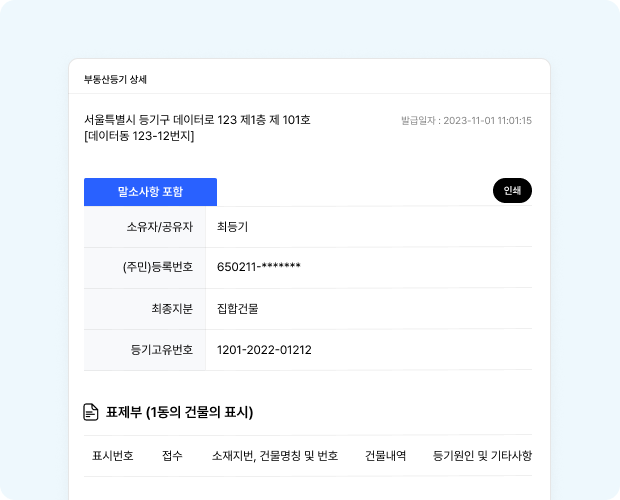 부동산등기 상세
서울특별시 등기구 데이터로 123 제1층 제 101호
발급일자 : 2023-11-01 11:01:15
[데이터동 123-12번지]
말소사항 포함
인쇄
소유자/공유자 최등기
(주민)등록번호 650211-*******
최종지분 집합건물
등기고유번호 1201-2022-01212
표제부 (1동의 건물의 표시)
표시번호 접수 소재지번, 건물명칭 및 번호 건물내역 등기원인 및 기타사항